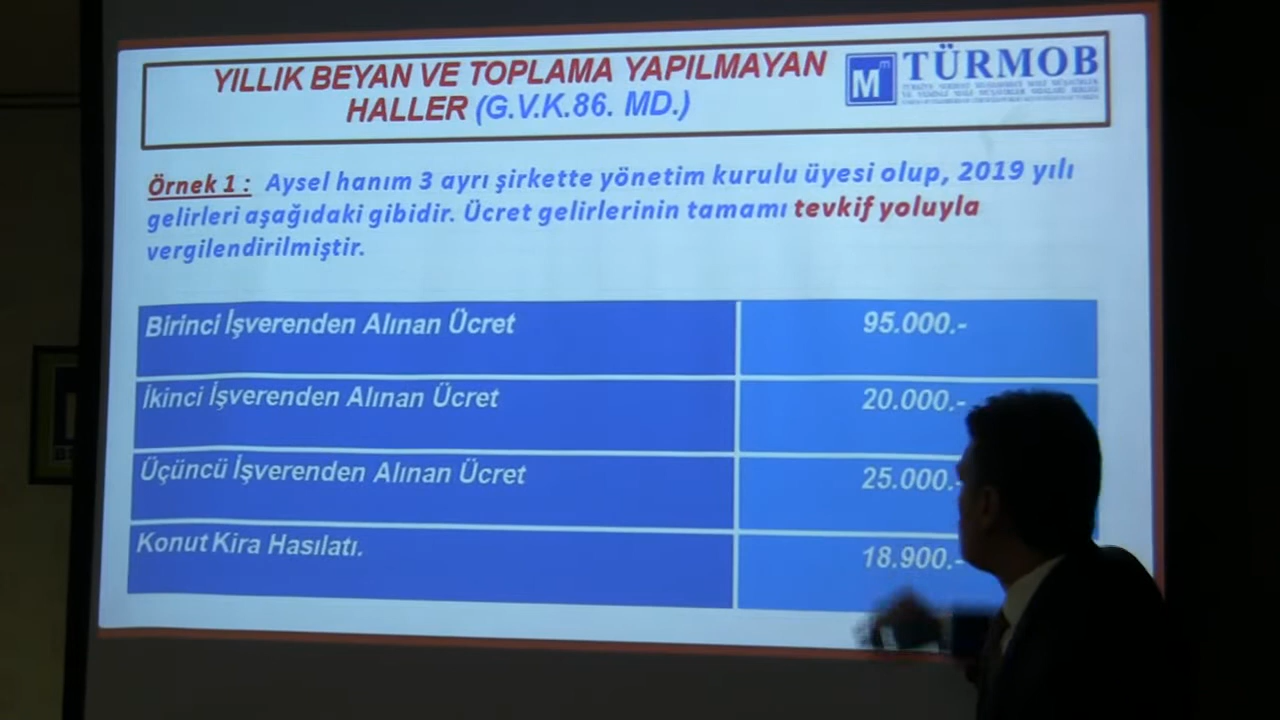 YILLIK BEYAN VE TOPLAMA YAPILMAYAN
HALLER (G.V.K.86. MD.)
M m
TÜRMOB
Örnek 1 : Aysel hanım 3 ayrı şirkette yönetim kurulu üyesi olup, 2019 yılı
gelirleri aşağıdaki gibidir. Ücret gelirlerinin tamamı tevkif yoluyla
vergilendirilmiştir.
Birinci İşverenden Alınan Ücret 95.000.-
İkinci İşverenden Alınan Ücret 20.000.-
Üçüncü İşverenden Alınan Ücret 25.000.-
Konut Kira Hasılatı. 18.900.-